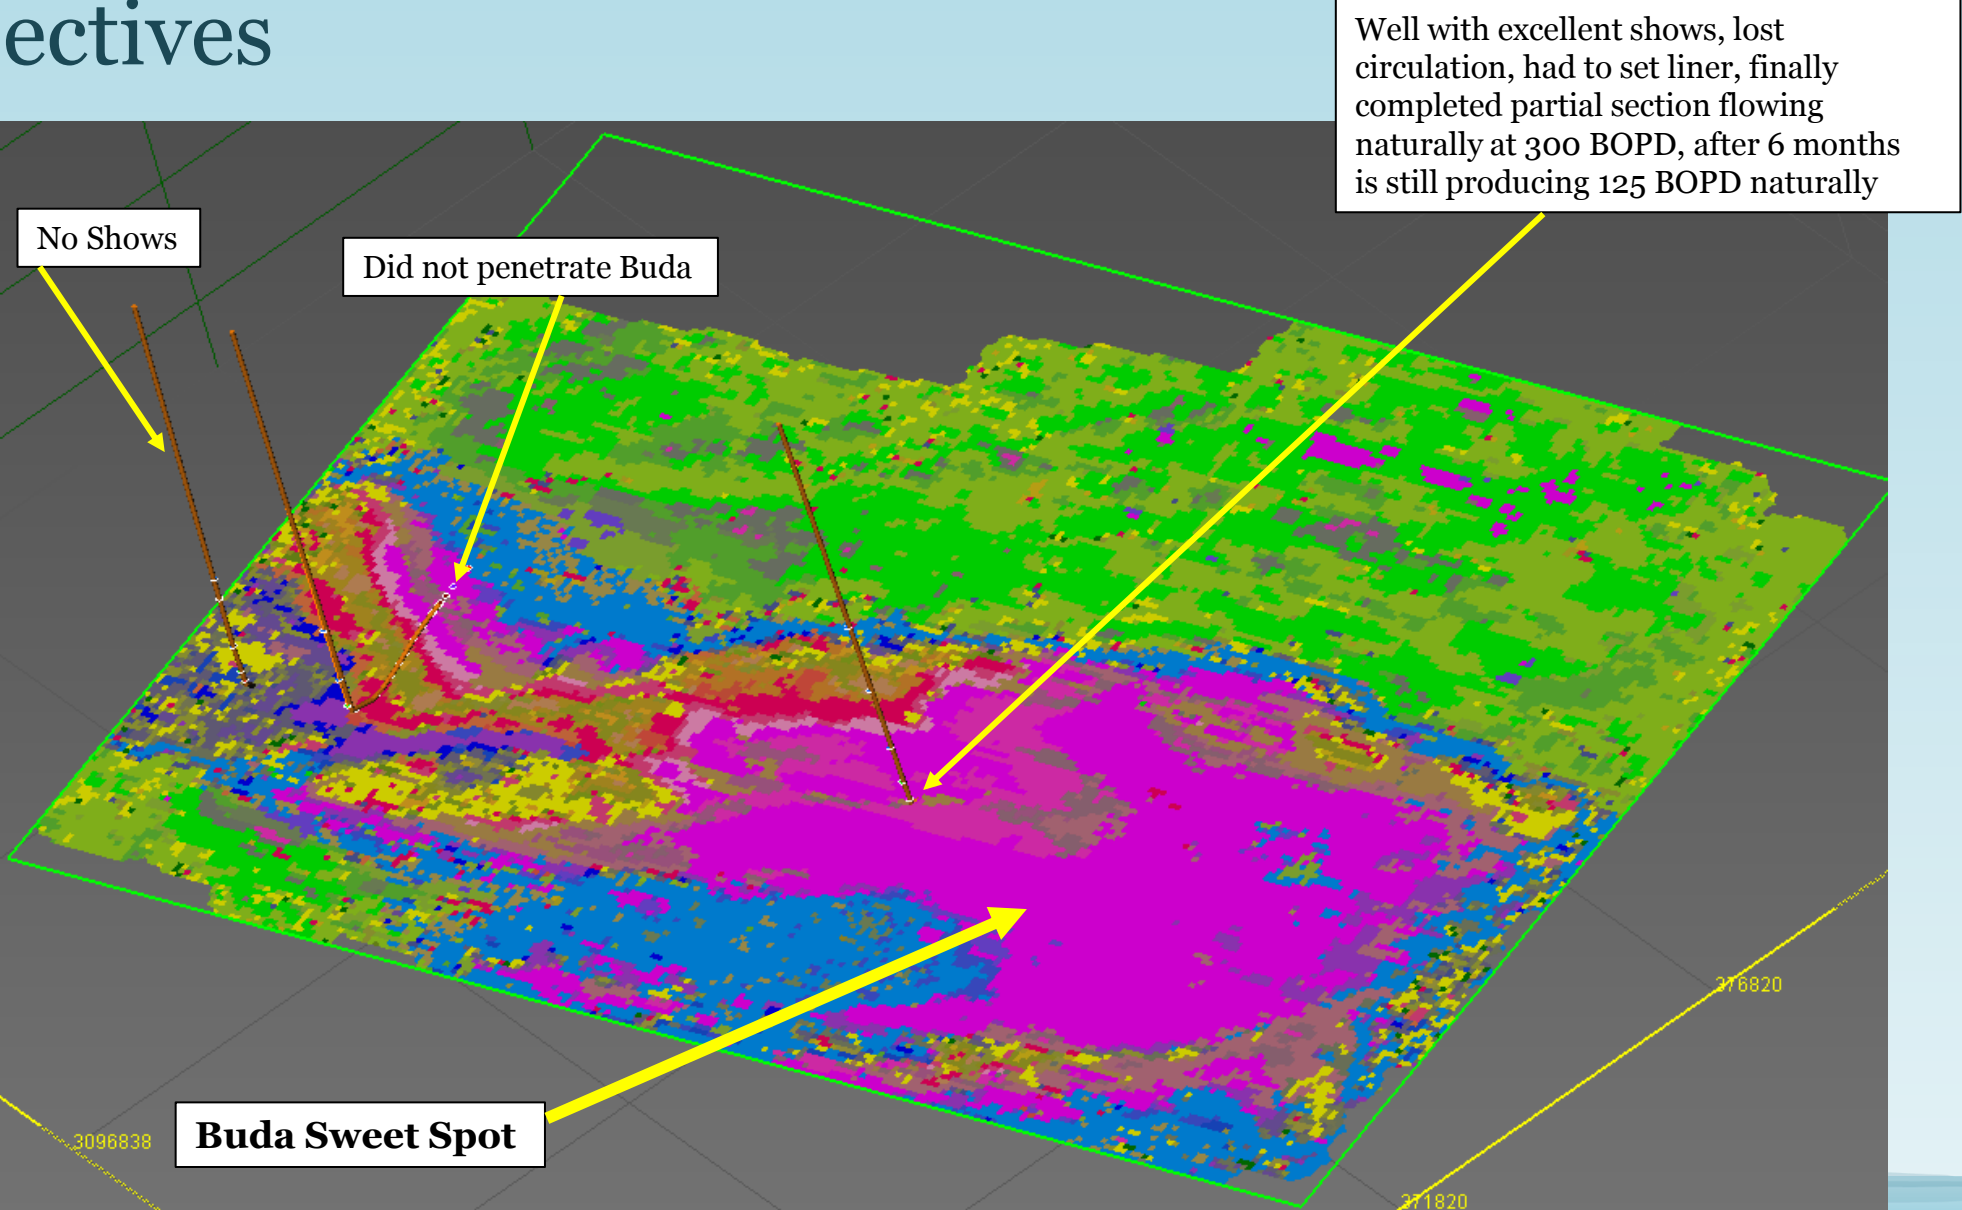 ectives
Well with excellent shows, lost
circulation, had to set liner, finally
completed partial section flowing
naturally at 300 BOPD, after 6 months
is still producing 125 BOPD naturally
No Shows
Did not penetrate Buda
376820
3096838
Buda Sweet Spot
371820